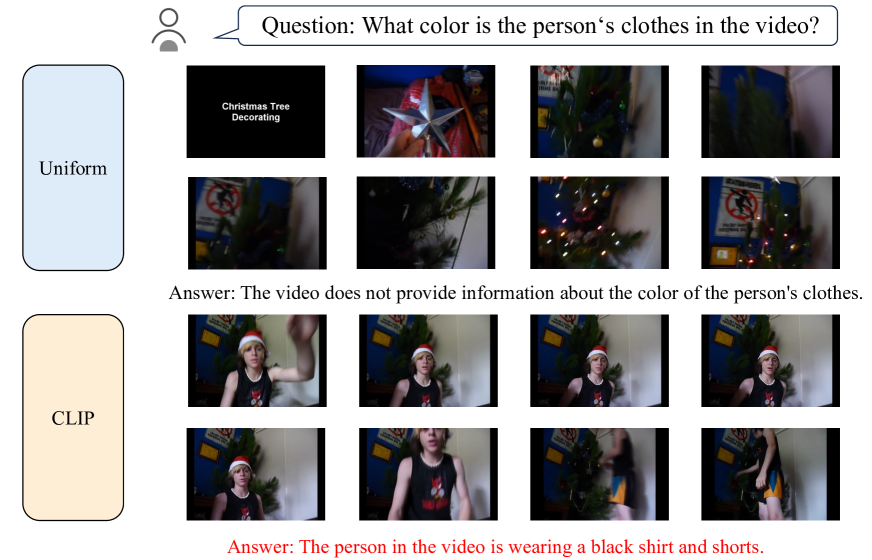 Question: What color is the person‘s clothes in the video?
Uniform
Christmas Tree
Decorating
Answer: The video does not provide information about the color of the person's clothes.
CLIP
Answer: The person in the video is wearing a black shirt and shorts.